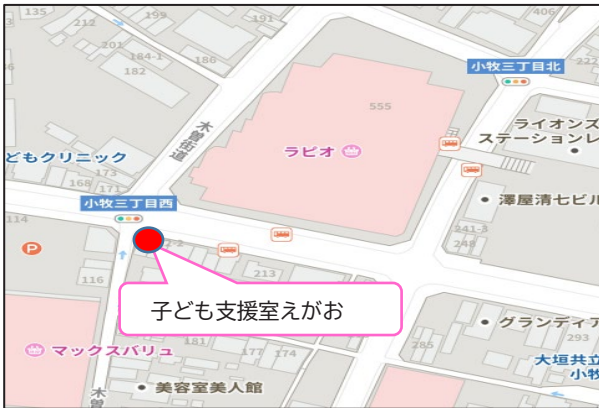 135
199
191
406
212
201
184-1
186
182
小牧三丁目北
222
555
木曽街道
ライオンズ
ステーションレ
どもクリニック
ラピオ
173
168
171
澤屋清七ビル
小牧三丁目西
114
2-2
241-3
248
P
116
213
子ども支援室えがお
グランディア
293
285
マックスバリュ
181
177
174
大垣共立
小牧
木
美容室美人館